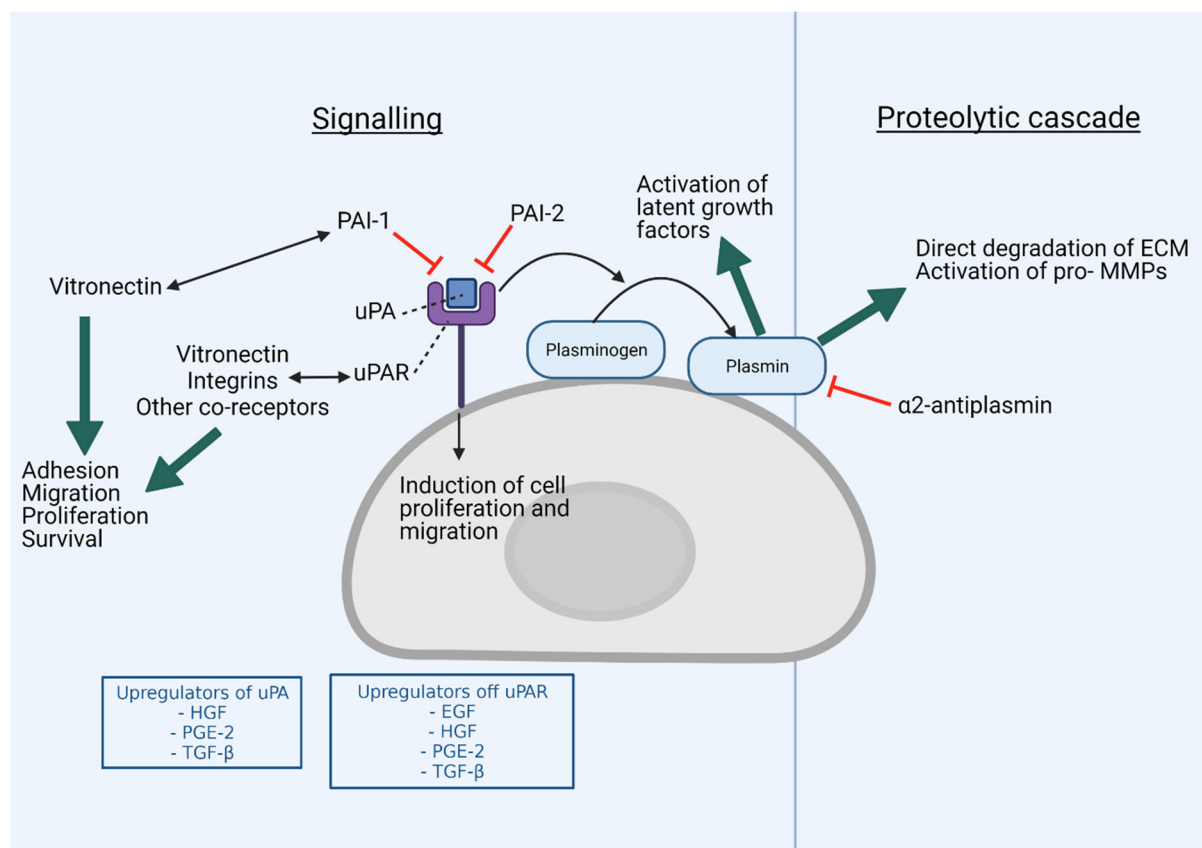 Signalling
Proteolytic cascade
Activation of
latent growth
factors
PAI-1
PAI-2
Direct degradation of ECM
Activation of pro- MMPs
Vitronectin
uPA
Vitronectin
Integrins
Other co-receptors
uPAR
Plasminogen
Plasmin
α2-antiplasmin
Adhesion
Migration
Proliferation
Survival
Induction of cell
proliferation and
migration
Upregulators of uPA
- HGF
- PGE-2
- TGF-β
Upregulators off uPAR
- EGF
- HGF
- PGE-2
- TGF-β